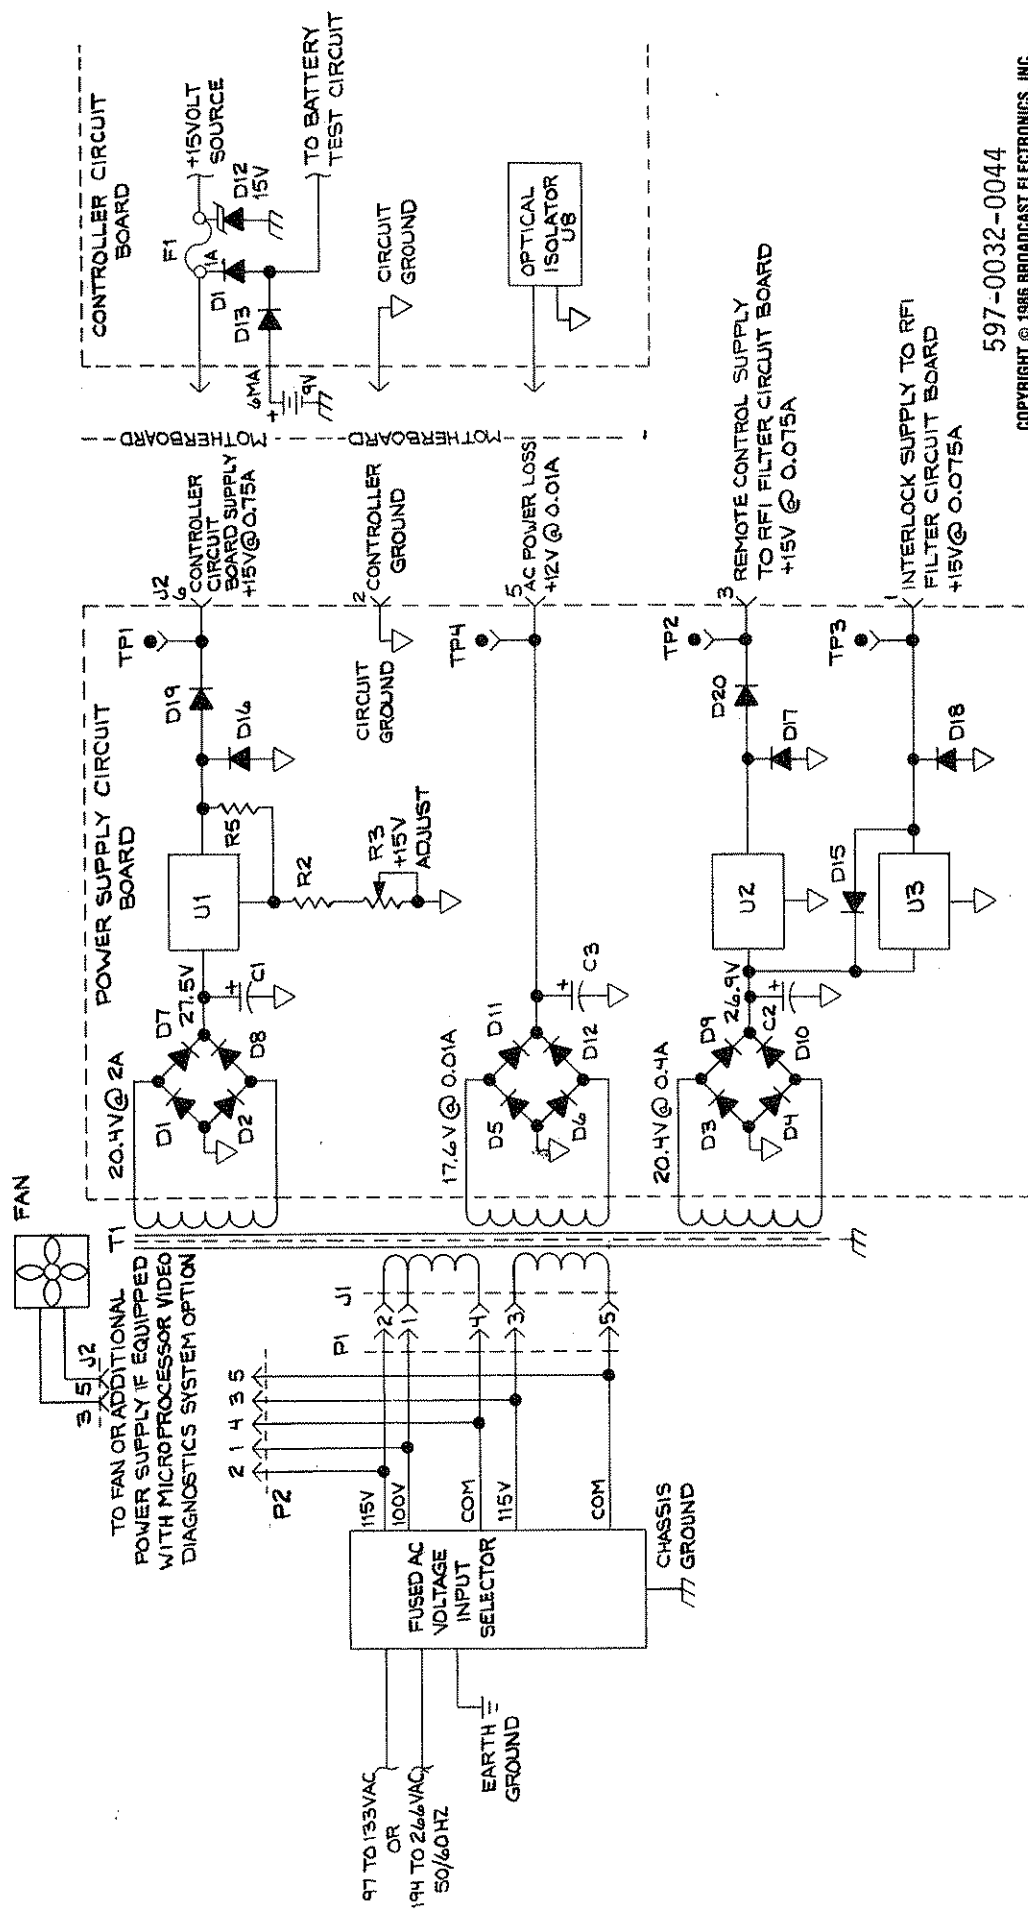 FAN
TO FAN OR ADDITIONAL
POWER SUPPLY IF EQUIPPED
WITH MICROPROCESSOR VIDEO
DIAGNOSTICS SYSTEM OPTION
3 5 J2
2 1 4 3 5
P2
97 TO 133VAC
OR
194 TO 266VAC
50/60HZ
EARTH
GROUND
FUSED AC
VOLTAGE
INPUT
SELECTOR
115V
100V
COM
115V
COM
CHASSIS
GROUND
P1
J1
2
1
4
3
5
T1
POWER SUPPLY CIRCUIT
BOARD
20.4V@ 2A
D1
D7
D2
D8
27.5V
+
C1
U1
R5
R2
R3
+15V
ADJUST
D16
D19
TP1
J2
6
CONTROLLER
CIRCUIT
BOARD SUPPLY
+15V@0.75A
CIRCUIT
GROUND
2
CONTROLLER
GROUND
17.6V@ 0.01A
D5
D11
D6
D12
+
C3
TP4
5
AC POWER LOSS
+12V @ 0.01A
20.4V@ 0.4A
D3
D9
D4
D10
26.9V
C2
+
U2
D17
D20
TP2
3
REMOTE CONTROL SUPPLY
TO RFI FILTER CIRCUIT BOARD
+15V @ 0.075A
D15
U3
D18
TP3
1
INTERLOCK SUPPLY TO RFI
FILTER CIRCUIT BOARD
+15V@ 0.075A
MOTHERBOARD
MOTHERBOARD
CONTROLLER CIRCUIT
BOARD
F1
1A
+15VOLT
SOURCE
D1
D12
15V
D13
6MA
+
9V
TO BATTERY
TEST CIRCUIT
CIRCUIT
GROUND
OPTICAL
ISOLATOR
U8
597-0032-0044
COPYRIGHT © 1986 BROADCAST ELECTRONICS, INC